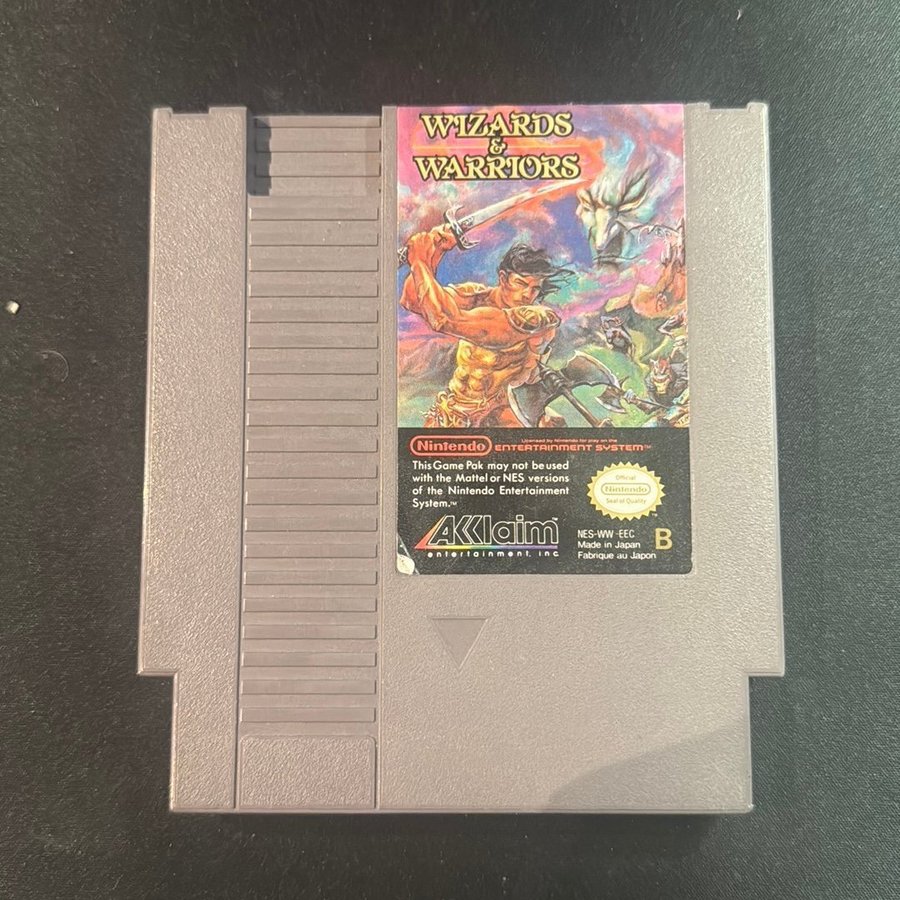 WIZARDS
&
WARRIORS
Nintendo
Licensed by Nintendo for play on the
ENTERTAINMENT SYSTEM™
This Game Pak may not be used
with the Mattel or NES versions
of the Nintendo Entertainment
System.™
Official
Nintendo
Seal of Quality
AKKlaim
entertainment, inc.
NES-WW-EEC
Made in Japan
Fabrique au Japon
B